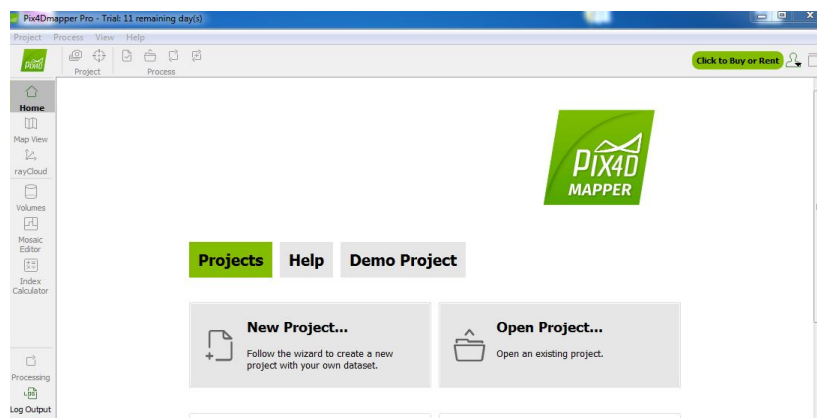 Pix4Dmapper Pro - Trial: 11 remaining day(s)
Project Process View Help
PIX4D
Project
Process
Click to Buy or Rent
Home
Map View
rayCloud
Volumes
Mosaic
Editor
Index
Calculator
Processing
Log Output
PIX4D
MAPPER
Projects
Help
Demo Project
New Project...
Follow the wizard to create a new
project with your own dataset.
Open Project...
Open an existing project.